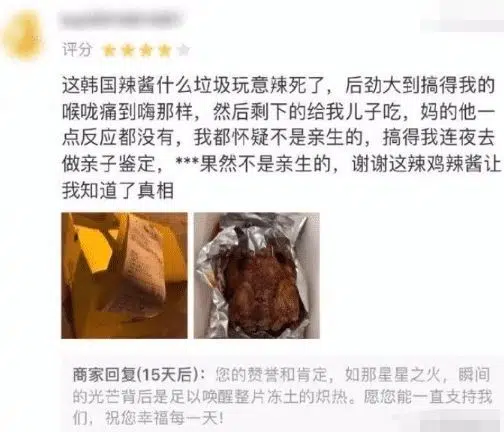 评分
这韩国辣酱什么垃圾玩意辣死了，后劲大到搞得我的
喉咙痛到嗨那样，然后剩下的给我儿子吃，妈的他一
点反应都没有，我都怀疑不是亲生的，搞得我连夜去
做亲子鉴定，***果然不是亲生的，谢谢这辣鸡辣酱让
我知道了真相
商家回复(15天后)：您的赞誉和肯定，如那星星之火，瞬间
的光芒背后是足以唤醒整片冻土的炽热。愿您能一直支持我
们，祝您幸福每一天！